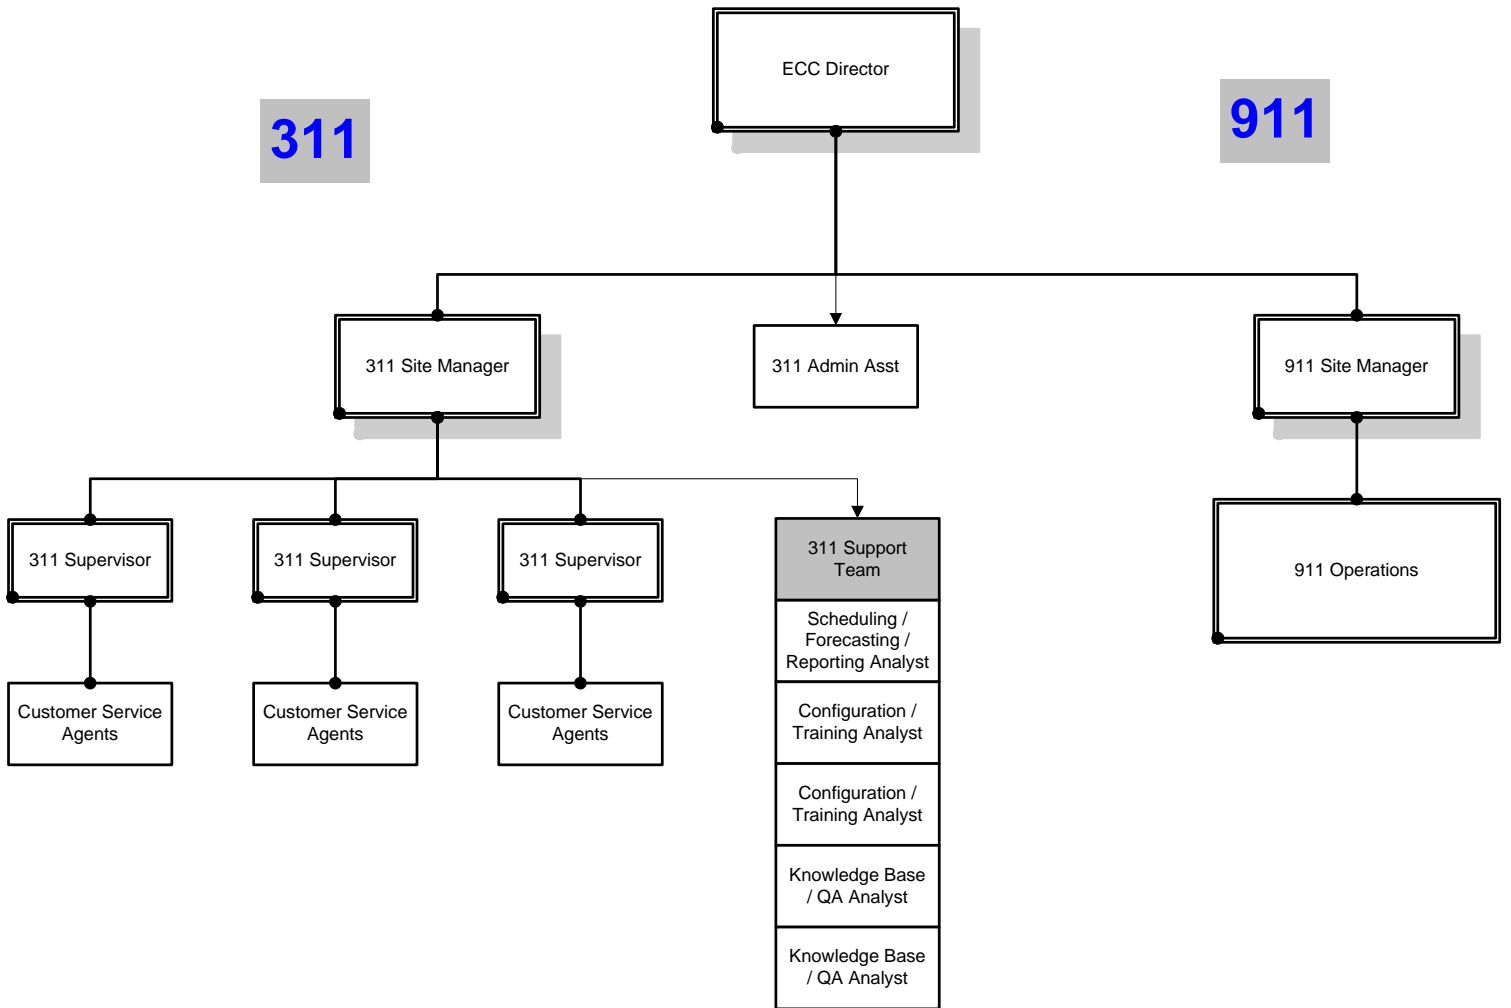 ECC Director
311
911
311 Site Manager
311 Admin Asst
911 Site Manager
311 Supervisor
311 Supervisor
311 Supervisor
311 Support
Team
911 Operations
Scheduling /
Forecasting /
Reporting Analyst
Customer Service
Agents
Customer Service
Agents
Customer Service
Agents
Configuration /
Training Analyst
Configuration /
Training Analyst
Knowledge Base
/ QA Analyst
Knowledge Base
/ QA Analyst